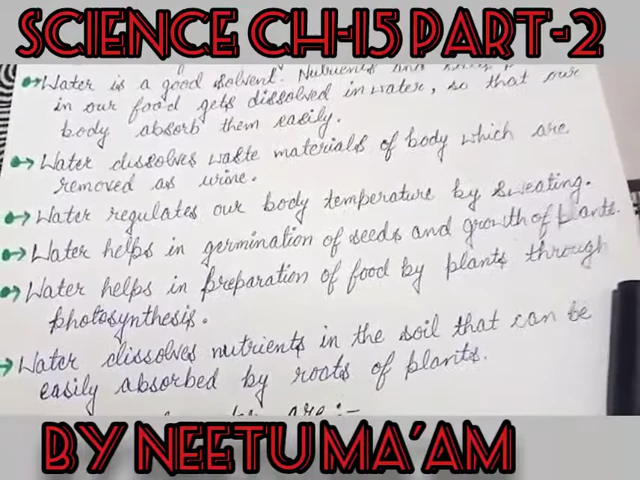 SCIENCE CH-15 PART-2
Water is a good solvent. Nutrients and
in our food gets dissolved in water, so that our
body absorb them easily.
Water dissolves waste materials of body which are
removed as urine.
Water regulates our body temperature by sweating.
Water helps in germination of seeds and growth of plants.
Water helps in preparation of food by plants through
photosynthesis.
Water dissolves nutrients in the soil that can be
easily absorbed by roots of plants.
are :-
BY NEETU MA'AM